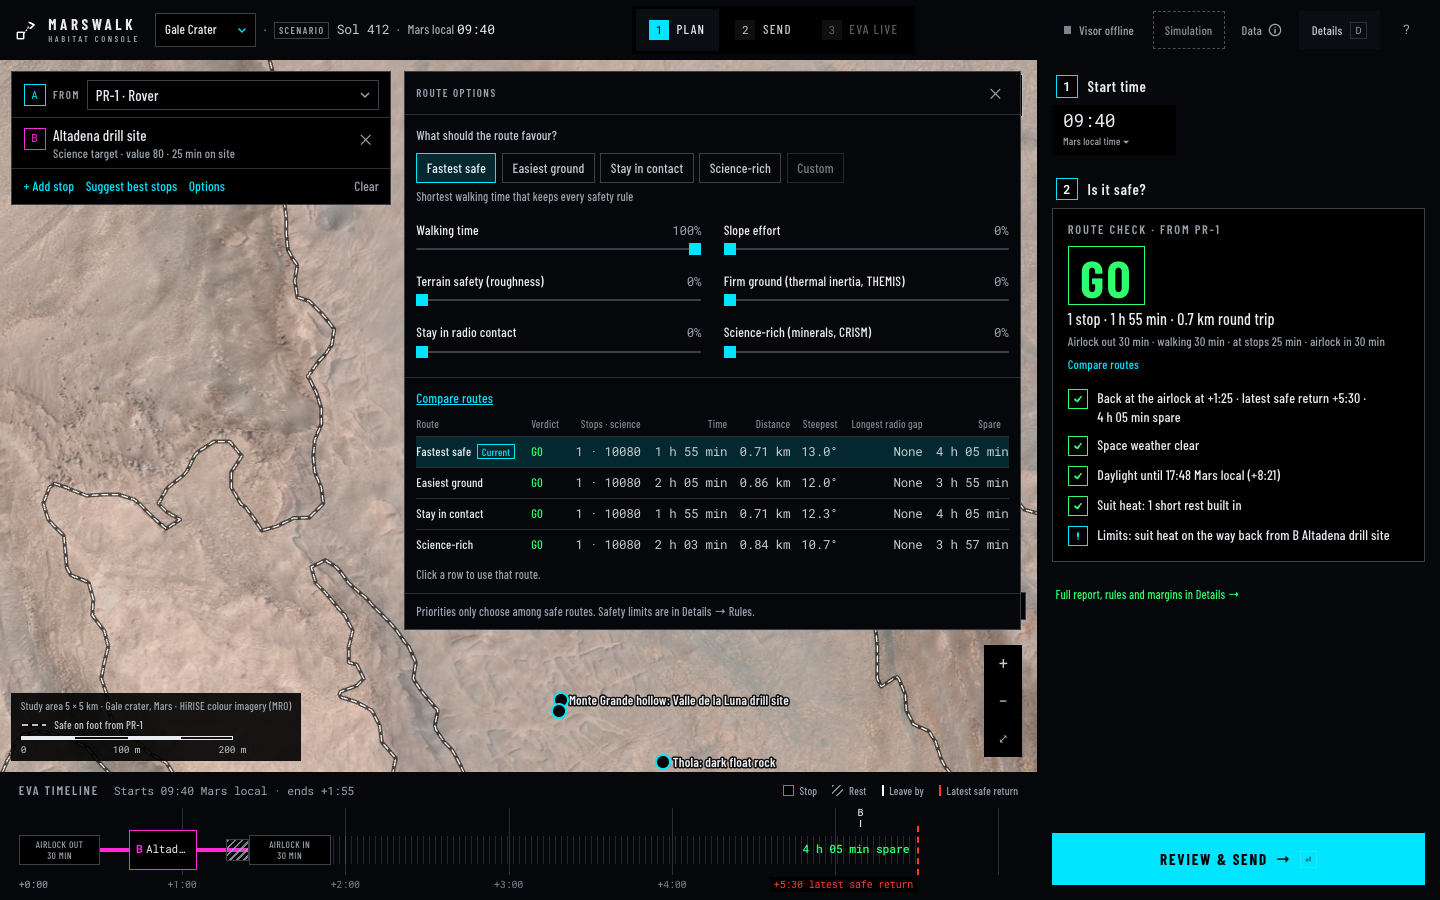 MARSWALK
HABITAT CONSOLE
Gale Crater
· SCENARIO Sol 412 · Mars local 09:40
1 PLAN
2 SEND
3 EVA LIVE
Visor offline
Simulation
Data
Details D
?
A FROM PR-1 · Rover
B Altadena drill site
Science target · value 80 · 25 min on site
+ Add stop Suggest best stops Options Clear
ROUTE OPTIONS
What should the route favour?
Fastest safe Easiest ground Stay in contact Science-rich Custom
Shortest walking time that keeps every safety rule
Walking time 100% Slope effort 0%
Terrain safety (roughness) 0% Firm ground (thermal inertia, THEMIS) 0%
Stay in radio contact 0% Science-rich (minerals, CRISM) 0%
Compare routes
Route Verdict Stops · science Time Distance Steepest Longest radio gap Spare
Fastest safe Current GO 1 · 10080 1 h 55 min 0.71 km 13.0° None 4 h 05 min
Easiest ground GO 1 · 10080 2 h 05 min 0.86 km 12.0° None 3 h 55 min
Stay in contact GO 1 · 10080 1 h 55 min 0.71 km 12.3° None 4 h 05 min
Science-rich GO 1 · 10080 2 h 03 min 0.84 km 10.7° None 3 h 57 min
Click a row to use that route.
Priorities only choose among safe routes. Safety limits are in Details → Rules.
Monte Grande hollow: Valle de la Luna drill site
Thola: dark float rock
+
−
Study area 5 × 5 km · Gale crater, Mars · HiRISE colour imagery (MRO)
Safe on foot from PR-1
0 100 m 200 m
1 Start time
09:40
Mars local time
2 Is it safe?
ROUTE CHECK · FROM PR-1
GO
1 stop · 1 h 55 min · 0.7 km round trip
Airlock out 30 min · walking 30 min · at stops 25 min · airlock in 30 min
Compare routes
Back at the airlock at +1:25 · latest safe return +5:30 ·
4 h 05 min spare
Space weather clear
Daylight until 17:48 Mars local (+8:21)
Suit heat: 1 short rest built in
! Limits: suit heat on the way back from B Altadena drill site
Full report, rules and margins in Details →
REVIEW & SEND → ⏎
EVA TIMELINE Starts 09:40 Mars local · ends +1:55
Stop Rest Leave by Latest safe return
B
AIRLOCK OUT
30 MIN
B Altad…
AIRLOCK IN
30 MIN
4 h 05 min spare
+0:00 +1:00 +2:00 +3:00 +4:00 +5:30 latest safe return